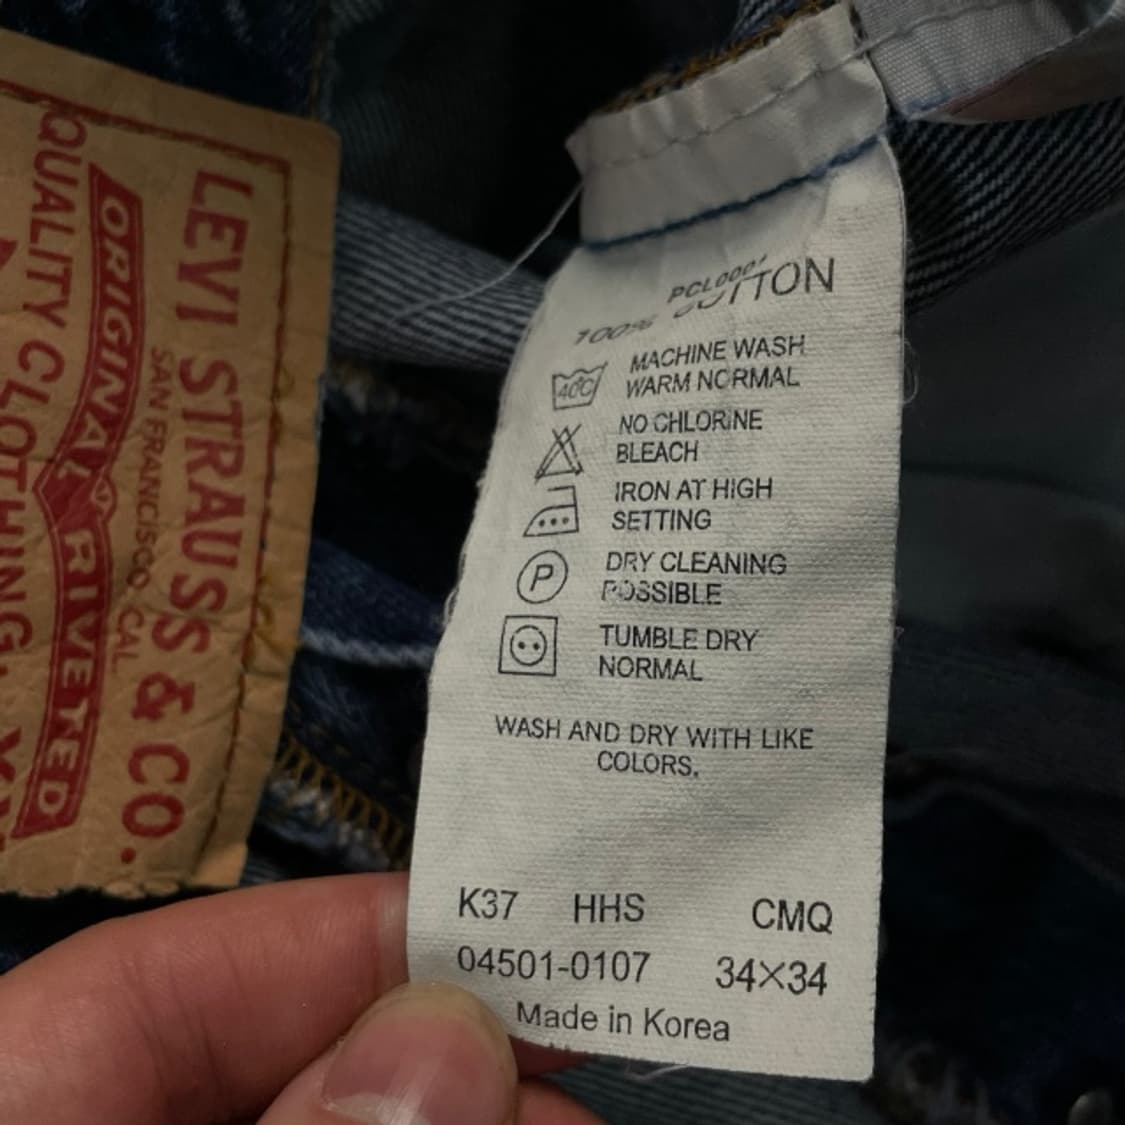 LEVI STRAUSS & CO.
SAN FRANCISCO, CAL
ORIGINAL RIVETED
QUALITY CLOTHING
100% COTTON
40C
MACHINE WASH
WARM NORMAL
NO CHLORINE
BLEACH
IRON AT HIGH
SETTING
P
DRY CLEANING
POSSIBLE
TUMBLE DRY
NORMAL
WASH AND DRY WITH LIKE
COLORS.
K37 HHS CMQ
04501-0107 34×34
Made in Korea